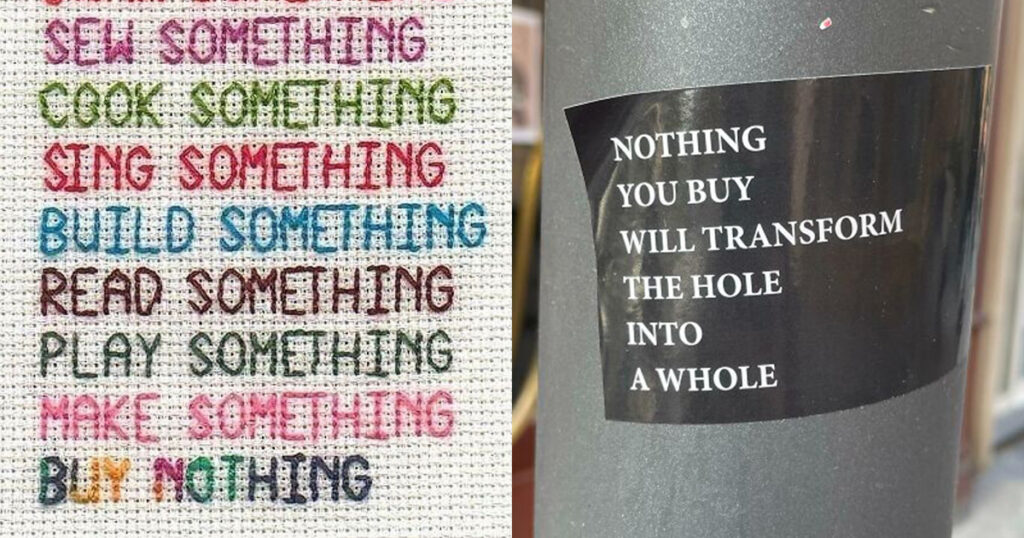 SEW SOMETHING
COOK SOMETHING
SING SOMETHING
BUILD SOMETHING
READ SOMETHING
PLAY SOMETHING
MAKE SOMETHING
BUY NOTHING
NOTHING
YOU BUY
WILL TRANSFORM
THE HOLE
INTO
A WHOLE